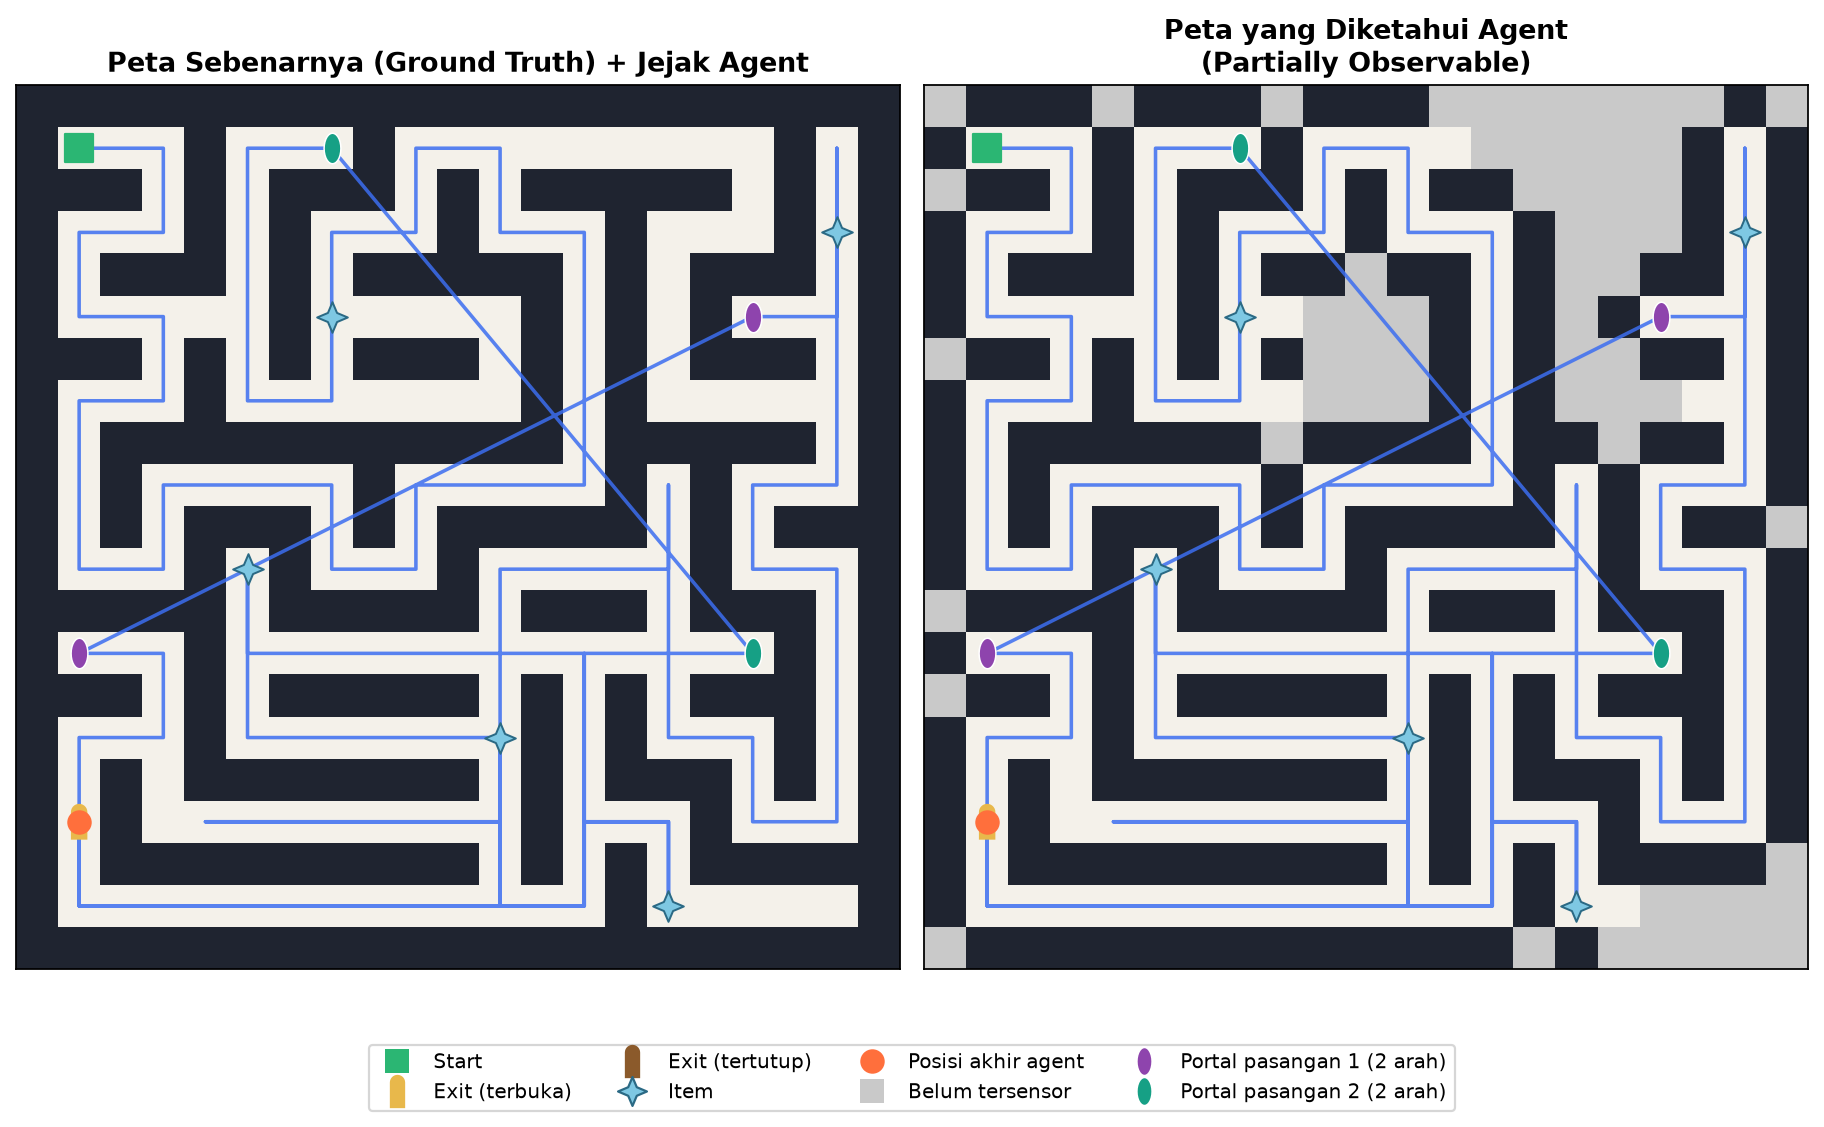 Peta Sebenarnya (Ground Truth) + Jejak Agent
Peta yang Diketahui Agent
(Partially Observable)
Start
Exit (terbuka)
Exit (tertutup)
Item
Posisi akhir agent
Belum tersensor
Portal pasangan 1 (2 arah)
Portal pasangan 2 (2 arah)